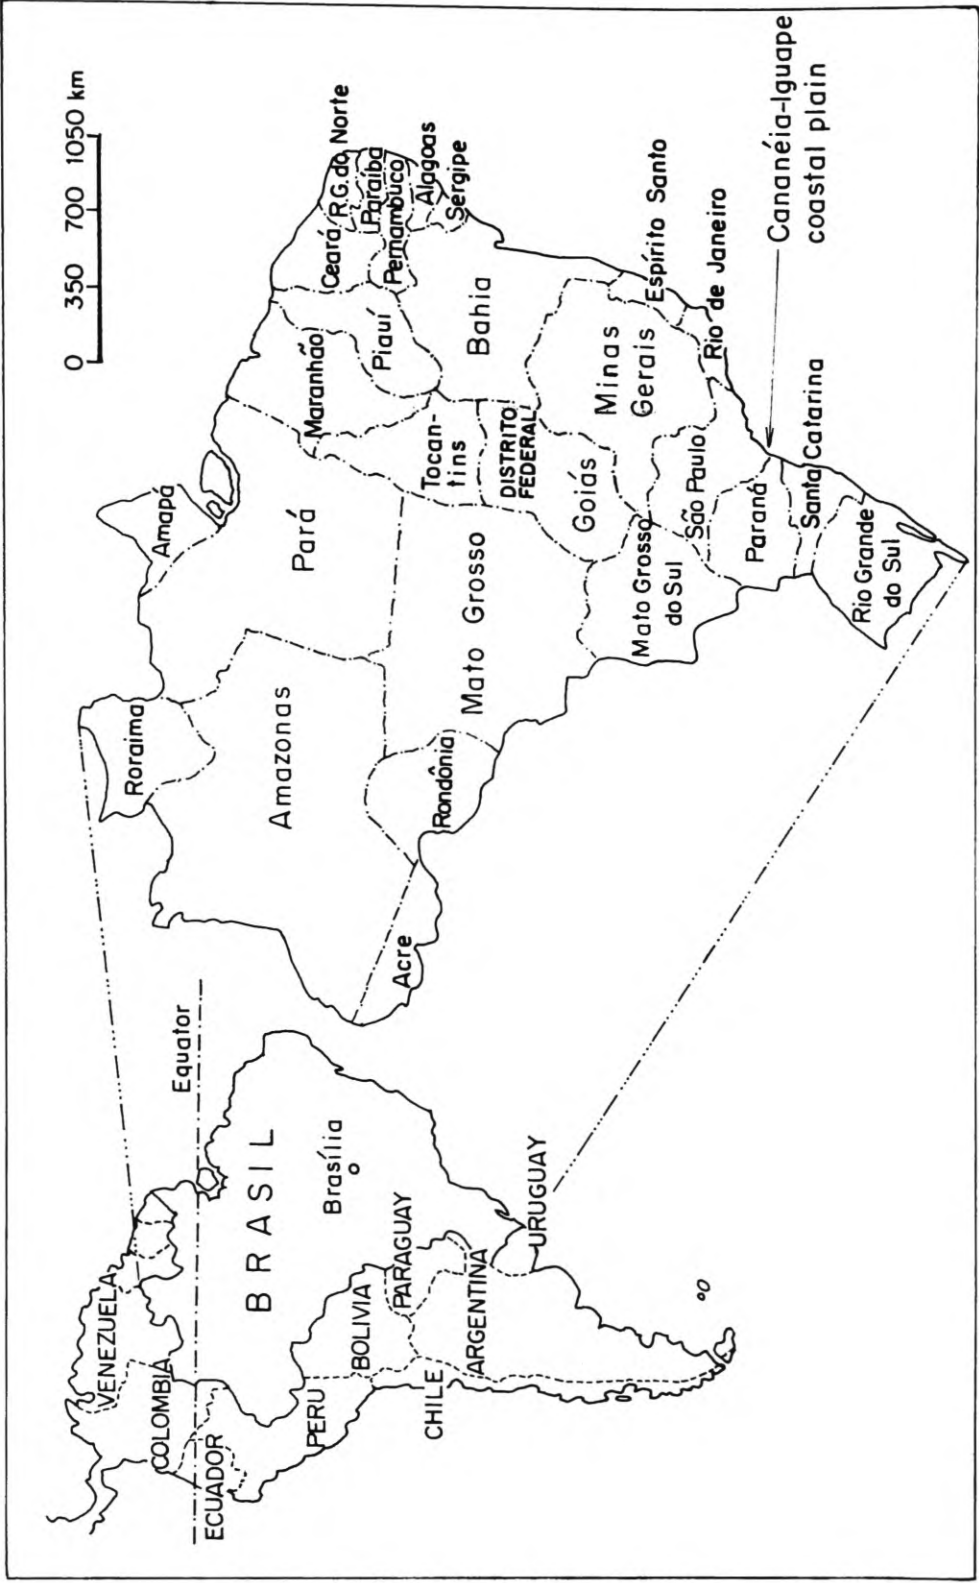 VENEZUELA
COLOMBIA
ECUADOR
Equator
BRASIL
Brasília
PERU
BOLIVIA
PARAGUAY
CHILE
ARGENTINA
URUGUAY
0 350 700 1050 km
Roraima
Amapá
Amazonas
Pará
Maranhão
Ceará
R.G.do Norte
Paraíba
Pernambuco
Alagoas
Sergipe
Piauí
Acre
Rondônia
Mato Grosso
Tocan-
tins
Bahia
DISTRITO
FEDERAL
Goiás
Minas
Gerais
Espírito Santo
Mato Grosso
do Sul
São Paulo
Rio de Janeiro
Paraná
Santa Catarina
Rio Grande
do Sul
Cananéia-Iguape
coastal plain